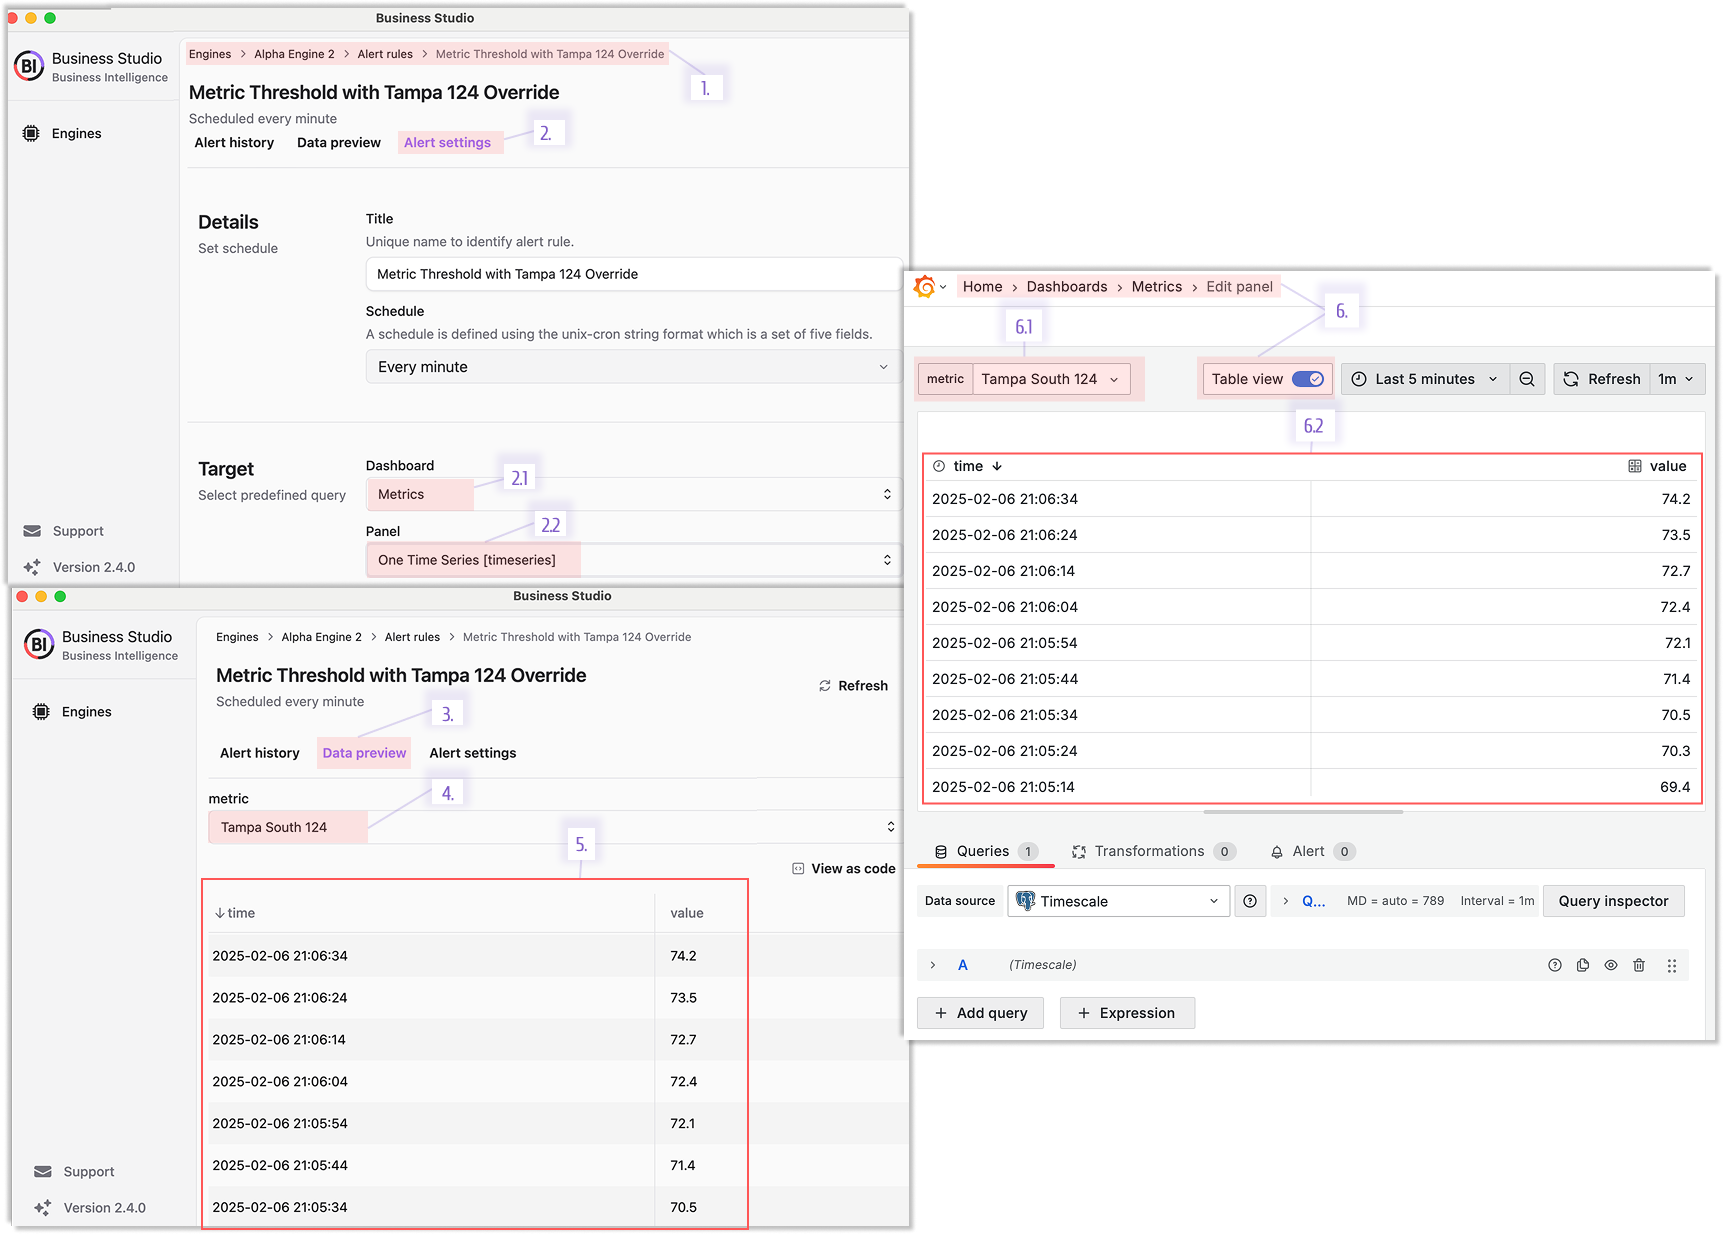 Business Studio
BI
Business Studio
Business Intelligence
Engines
Support
Version 2.4.0
Engines > Alpha Engine 2 > Alert rules > Metric Threshold with Tampa 124 Override
1.
Metric Threshold with Tampa 124 Override
Scheduled every minute
2.
Alert history Data preview Alert settings
Details
Set schedule
Title
Unique name to identify alert rule.
Metric Threshold with Tampa 124 Override
Schedule
A schedule is defined using the unix-cron string format which is a set of five fields.
Every minute
Target
Select predefined query
Dashboard
2.1
Metrics
2.2
Panel
One Time Series [timeseries]
Business Studio
BI
Business Studio
Business Intelligence
Engines
Support
Version 2.4.0
Engines > Alpha Engine 2 > Alert rules > Metric Threshold with Tampa 124 Override
Metric Threshold with Tampa 124 Override
Refresh
Scheduled every minute
3.
Alert history Data preview Alert settings
4.
metric
Tampa South 124
5.
View as code
time value
2025-02-06 21:06:34 74.2
2025-02-06 21:06:24 73.5
2025-02-06 21:06:14 72.7
2025-02-06 21:06:04 72.4
2025-02-06 21:05:54 72.1
2025-02-06 21:05:44 71.4
2025-02-06 21:05:34 70.5
Home > Dashboards > Metrics > Edit panel
6.
6.1
metric Tampa South 124 Table view Last 5 minutes Refresh 1m
6.2
time value
2025-02-06 21:06:34 74.2
2025-02-06 21:06:24 73.5
2025-02-06 21:06:14 72.7
2025-02-06 21:06:04 72.4
2025-02-06 21:05:54 72.1
2025-02-06 21:05:44 71.4
2025-02-06 21:05:34 70.5
2025-02-06 21:05:24 70.3
2025-02-06 21:05:14 69.4
Queries 1 Transformations 0 Alert 0
Data source Timescale > Q... MD = auto = 789 Interval = 1m Query inspector
> A (Timescale)
+ Add query + Expression